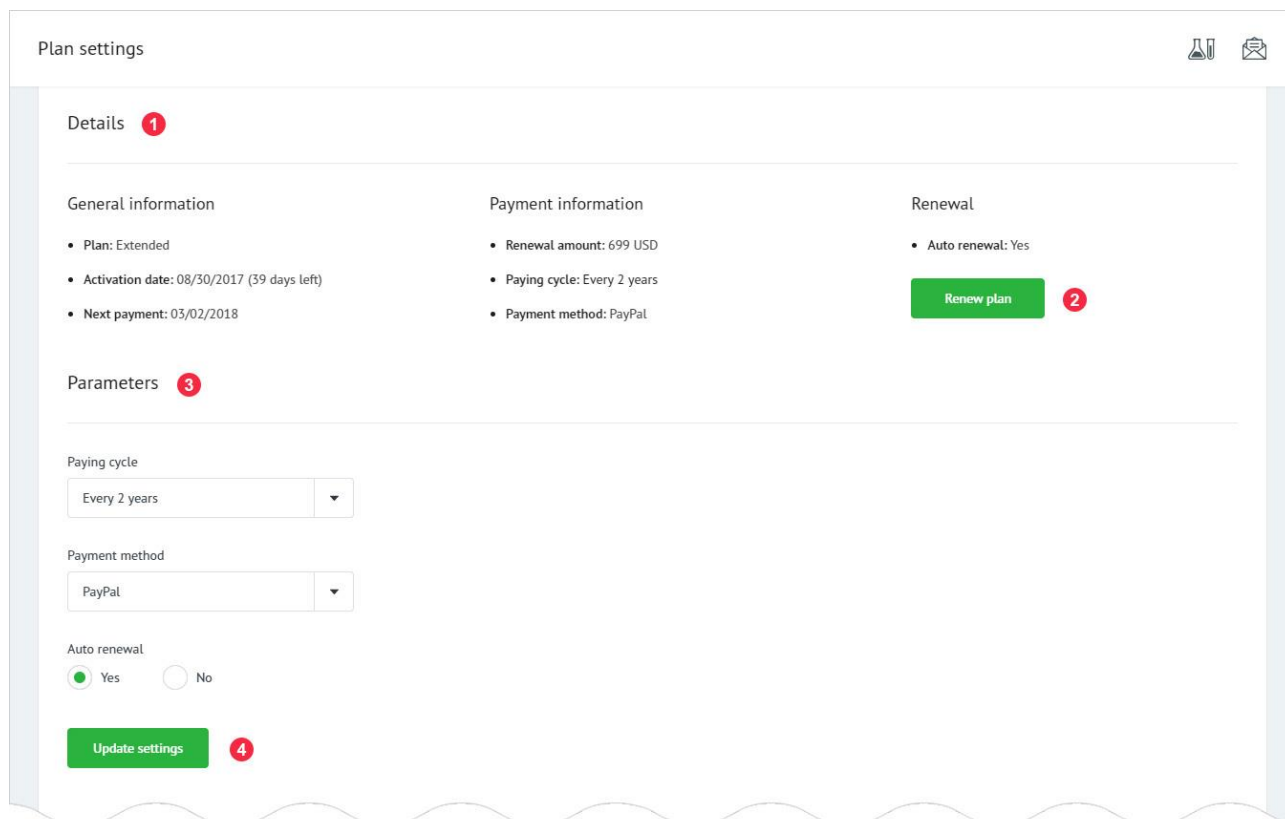 Plan settings
Details 1
General information
• Plan: Extended
• Activation date: 08/30/2017 (39 days left)
• Next payment: 03/02/2018
Payment information
• Renewal amount: 699 USD
• Paying cycle: Every 2 years
• Payment method: PayPal
Renewal
• Auto renewal: Yes
Renew plan 2
Parameters 3
Paying cycle
Every 2 years
Payment method
PayPal
Auto renewal
Yes No
Update settings 4